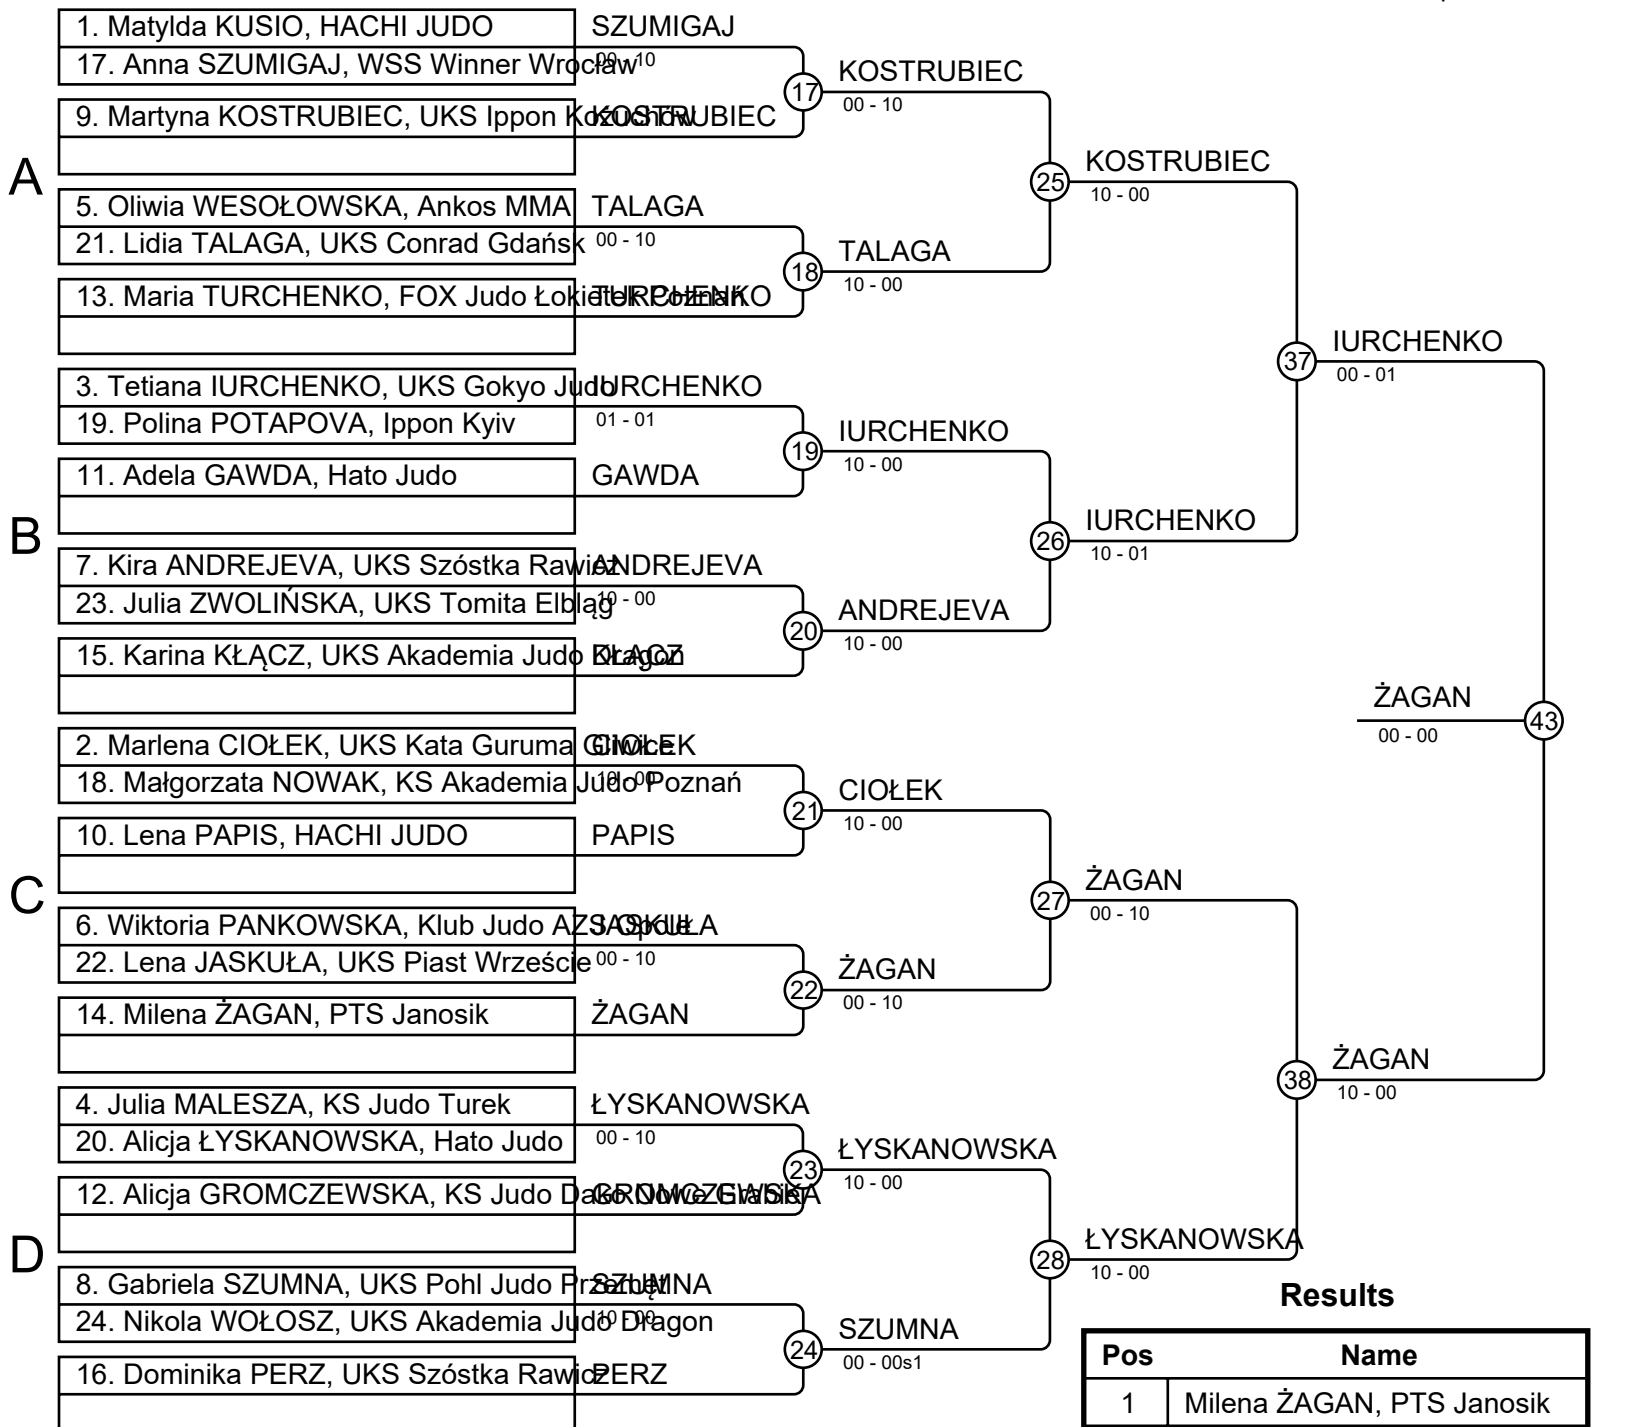 1. Matylda KUSIO, HACHI JUDO
SZUMIGAJ
17. Anna SZUMIGAJ, WSS Winner Wrocław
00 - 10
17
KOSTRUBIEC
00 - 10
9. Martyna KOSTRUBIEC, UKS Ippon Kożuchów
KOSTRUBIEC
A
25
KOSTRUBIEC
10 - 00
5. Oliwia WESOŁOWSKA, Ankos MMA
TALAGA
21. Lidia TALAGA, UKS Conrad Gdańsk
00 - 10
18
TALAGA
10 - 00
13. Maria TURCHENKO, FOX Judo Łokietek Poznań
TURCHENKO
37
IURCHENKO
00 - 01
3. Tetiana IURCHENKO, UKS Gokyo Judo
IURCHENKO
19. Polina POTAPOVA, Ippon Kyiv
01 - 01
19
IURCHENKO
10 - 00
11. Adela GAWDA, Hato Judo
GAWDA
B
26
IURCHENKO
10 - 01
7. Kira ANDREJEVA, UKS Szóstka Rawicz
ANDREJEVA
23. Julia ZWOLIŃSKA, UKS Tomita Elbląg
10 - 00
20
ANDREJEVA
10 - 00
15. Karina KŁĄCZ, UKS Akademia Judo Dragon
KŁĄCZ
ŻAGAN
43
00 - 00
2. Marlena CIOŁEK, UKS Kata Guruma Gliwice
CIOŁEK
18. Małgorzata NOWAK, KS Akademia Judo Poznań
10 - 00
21
CIOŁEK
10 - 00
10. Lena PAPIS, HACHI JUDO
PAPIS
C
27
ŻAGAN
00 - 10
6. Wiktoria PANKOWSKA, Klub Judo AZS Opole
JASKUŁA
22. Lena JASKUŁA, UKS Piast Wrzeście
00 - 10
22
ŻAGAN
00 - 10
14. Milena ŻAGAN, PTS Janosik
ŻAGAN
38
ŻAGAN
10 - 00
4. Julia MALESZA, KS Judo Turek
ŁYSKANOWSKA
20. Alicja ŁYSKANOWSKA, Hato Judo
00 - 10
23
ŁYSKANOWSKA
10 - 00
12. Alicja GROMCZEWSKA, KS Judo Dako Nowe
GROMCZEWSKA
D
28
ŁYSKANOWSKA
10 - 00
8. Gabriela SZUMNA, UKS Pohl Judo Przemęt
SZUMNA
24. Nikola WOŁOSZ, UKS Akademia Judo Dragon
10 - 00
24
SZUMNA
00 - 00s1
16. Dominika PERZ, UKS Szóstka Rawicz
PERZ
Results
Pos Name
1 Milena ŻAGAN, PTS Janosik